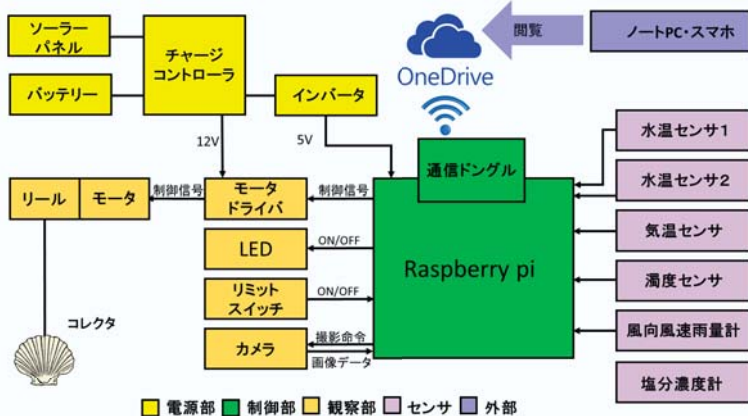 ソーラー
パネル
チャージ
コントローラ
バッテリー
インバータ
OneDrive
閲覧
ノートPC・スマホ
12V
5V
通信ドングル
水温センサ1
水温センサ2
気温センサ
濁度センサ
風向風速雨量計
塩分濃度計
リール
モータ
制御信号
モータ
ドライバ
制御信号
Raspberry pi
LED
ON/OFF
リミット
スイッチ
ON/OFF
コレクタ
カメラ
撮影命令
画像データ
電源部 制御部 観察部 センサ 外部